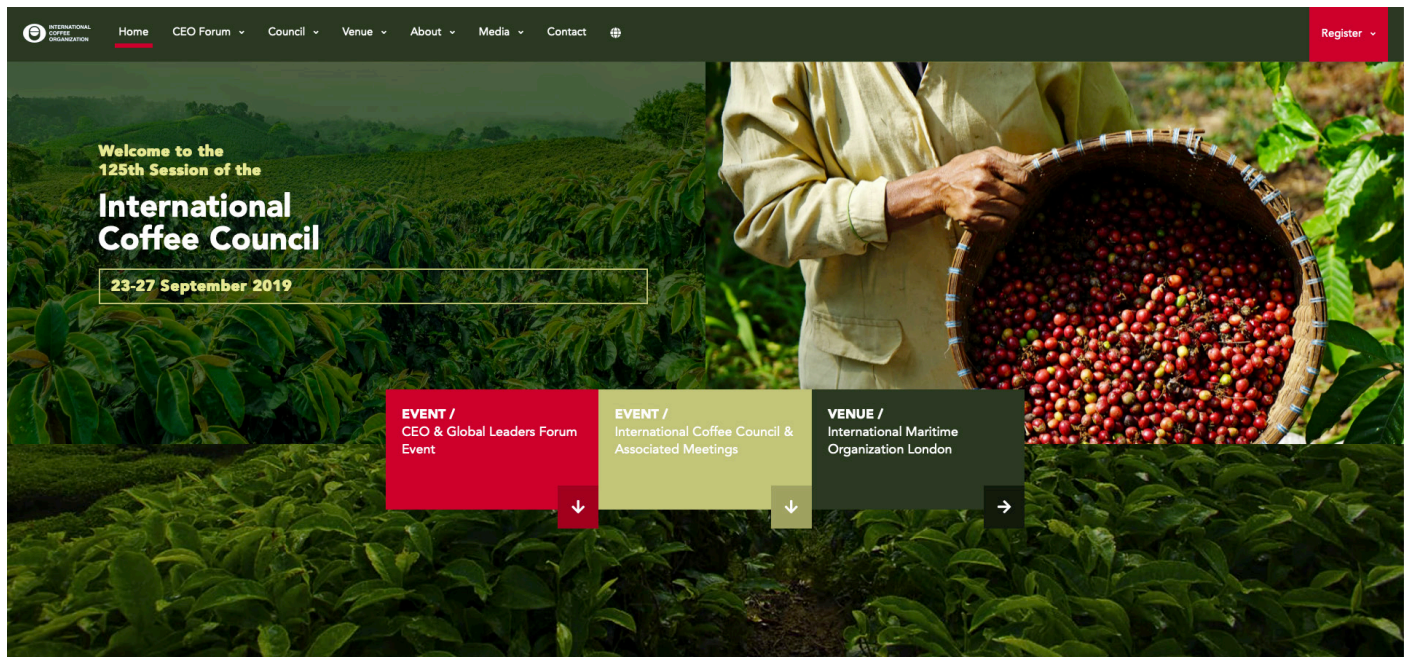 INTERNATIONAL
COFFEE
ORGANIZATION
Home
CEO Forum
Council
Venue
About
Media
Contact
Register
Welcome to the
125th Session of the
International
Coffee Council
23-27 September 2019
EVENT /
CEO & Global Leaders Forum
Event
EVENT /
International Coffee Council &
Associated Meetings
VENUE /
International Maritime
Organization London